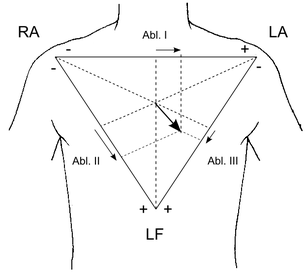 RA Abl. I LA
- +
- -
Abl. II Abl. III
+ +
LF